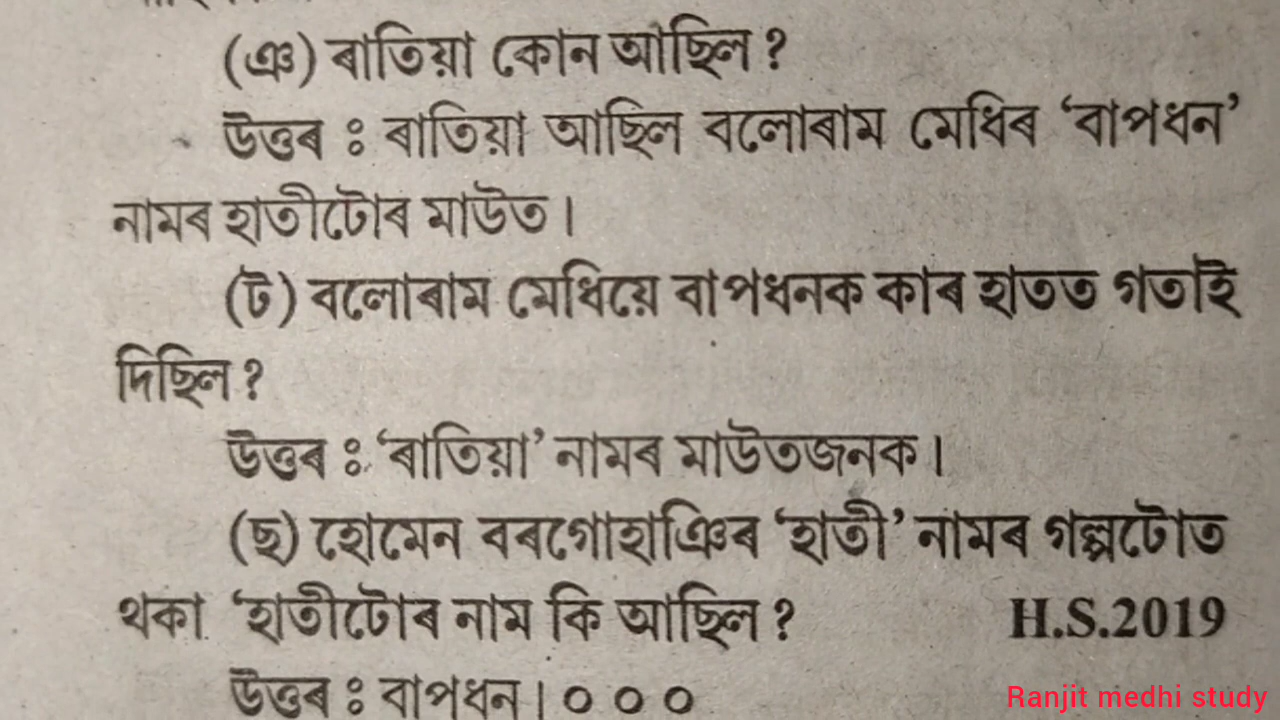 (ঞ) ৰাতিয়া কোন আছিল ?
উত্তৰ ঃ ৰাতিয়া আছিল বলোৰাম মেধিৰ ‘বাপধন’
নামৰ হাতীটোৰ মাউত ।
(ট) বলোৰাম মেধিয়ে বাপধনক কাৰ হাতত গতাই
দিছিল ?
উত্তৰ ঃ ‘ৰাতিয়া’ নামৰ মাউতজনক ।
(ছ) হোমেন বৰগোহাঞিৰ ‘হাতী’ নামৰ গল্পটোত
থকা ‘হাতীটোৰ নাম কি আছিল ? H.S.2019
উত্তৰ ঃ বাপধন । ০ ০ ০
Ranjit medhi study